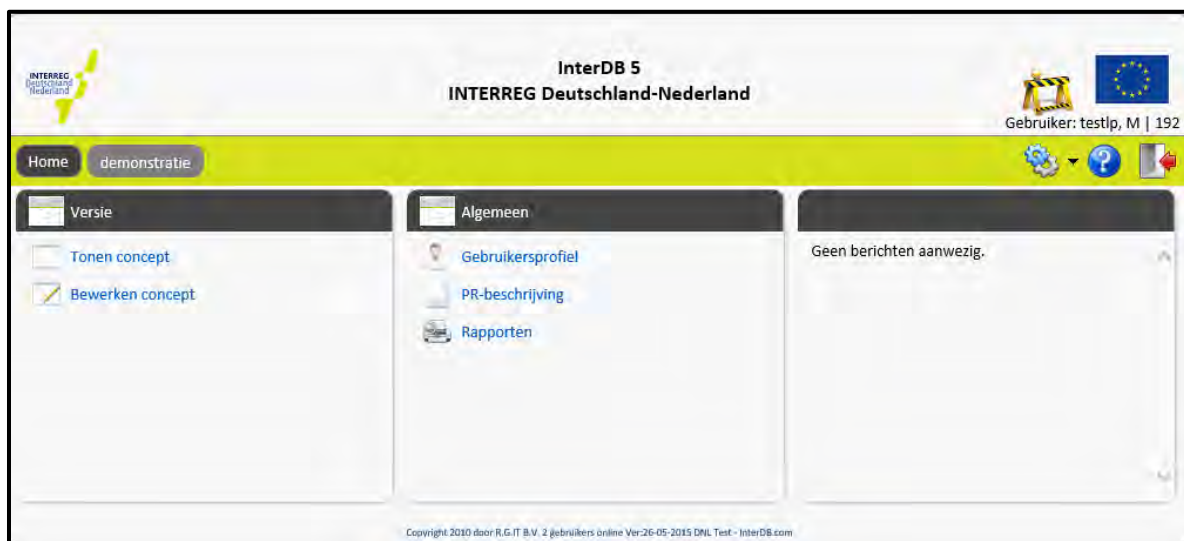 INTERREG
Deutschland
Nederland
InterDB 5
INTERREG Deutschland-Nederland
Gebruiker: testlp, M | 192
Home
demonstratie
Versie
Tonen concept
Bewerken concept
Algemeen
Gebruikersprofiel
PR-beschrijving
Rapporten
Geen berichten aanwezig.
Copyright 2010 door R.G.IT B.V. 2 gebruikers online Ver:26-05-2015 DNL Test - InterDB.com